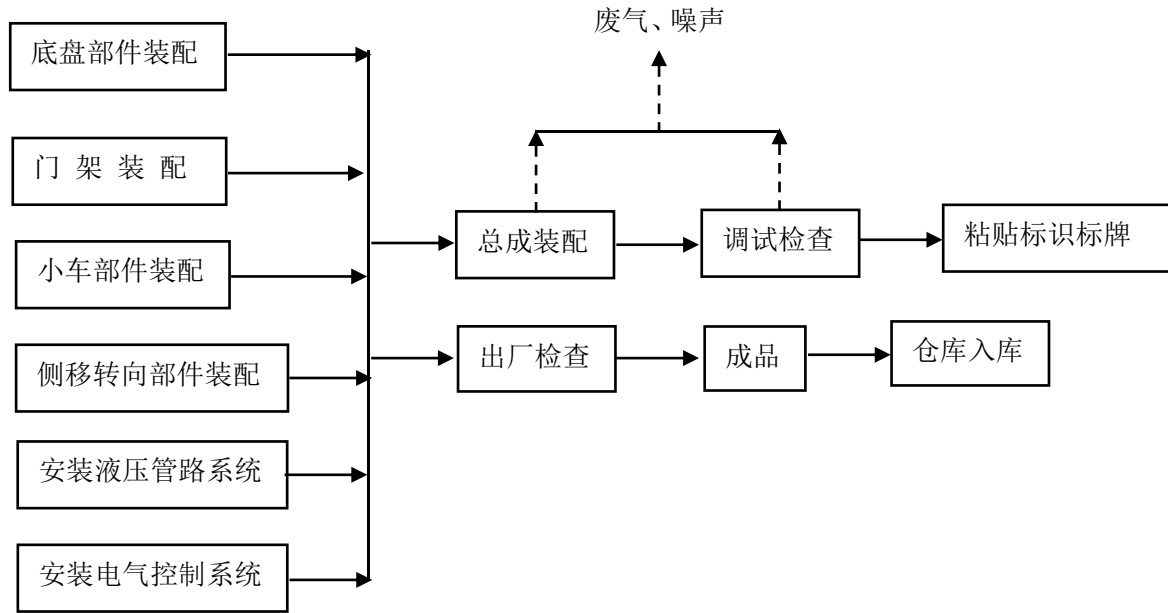 废气、噪声
底盘部件装配
门 架 装 配
小车部件装配
侧移转向部件装配
安装液压管路系统
安装电气控制系统
总成装配
调试检查
粘贴标识标牌
出厂检查
成品
仓库入库